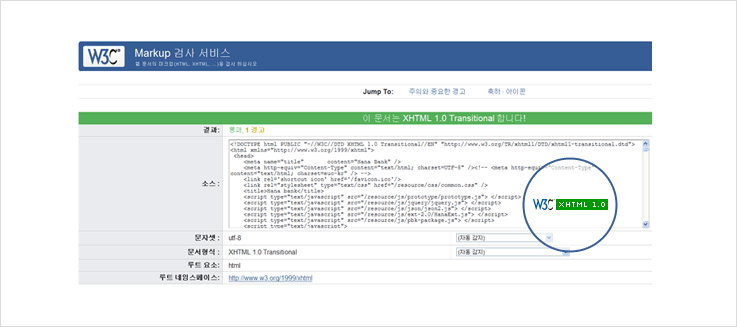 W3C Markup 검사 서비스
웹 문서의 마크업(HTML, XHTML, ...)을 검사 하십시오
Jump To: 주의와 중요한 경고 축하 · 아이콘
이 문서는 XHTML 1.0 Transitional 합니다!
결과: 통과, 1 경고
소스 :
<!DOCTYPE html PUBLIC "-//W3C//DTD XHTML 1.0 Transitional//EN" "http://www.w3.org/TR/xhtml1/DTD/xhtml1-transitional.dtd">
<html xmlns="http://www.w3.org/1999/xhtml">
<head>
<meta name="title" content="Hana Bank" />
<meta http-equiv="Content-Type" content="text/html; charset=UTF-8" /><!-- <meta http-equiv="Content-Type"
content="text/html; charset=euc-kr" /> -->
<link rel='shortcut icon' href='/favicon.ico'/>
<link rel="stylesheet" type="text/css" href="/resource/css/common.css" />
<title>Hana bank</title>
<script type="text/javascript" src="/resource/js/prototype/prototype.js"> </script>
<script type="text/javascript" src="/resource/js/jquery/jquery.js"> </script>
<script type="text/javascript" src="/resource/js/json/json2.js"> </script>
<script type="text/javascript" src="/resource/js/ext-2.0/HanaExt.js"> </script>
<script type="text/javascript" src="/resource/js/pbk-package.js"> </script>
W3C XHTML 1.0
문자셋 : utf-8 (자동 감지)
문서형식 : XHTML 1.0 Transitional (자동 감지)
루트 요소: html
루트 네임스페이스: http://www.w3.org/1999/xhtml